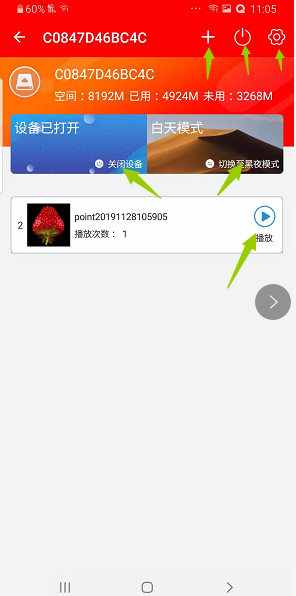 60% 11:05
C0847D46BC4C
C0847D46BC4C
空间：8192M 已用：4924M 未用：3268M
设备已打开
关闭设备
白天模式
切换至黑夜模式
2
point20191128105905
播放次数： 1
播放